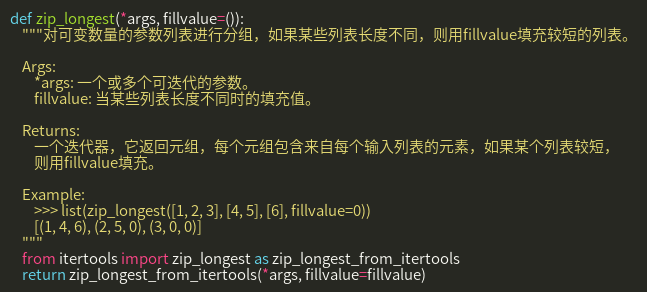 def zip_longest(*args, fillvalue=()):
"""对可变数量的参数列表进行分组，如果某些列表长度不同，则用fillvalue填充较短的列表。
Args:
*args: 一个或多个可迭代的参数。
fillvalue: 当某些列表长度不同时的填充值。
Returns:
一个迭代器，它返回元组，每个元组包含来自每个输入列表的元素，如果某个列表较短，
则用fillvalue填充。
Example:
>>> list(zip_longest([1, 2, 3], [4, 5], [6], fillvalue=0))
[(1, 4, 6), (2, 5, 0), (3, 0, 0)]
"""
from itertools import zip_longest as zip_longest_from_itertools
return zip_longest_from_itertools(*args, fillvalue=fillvalue)